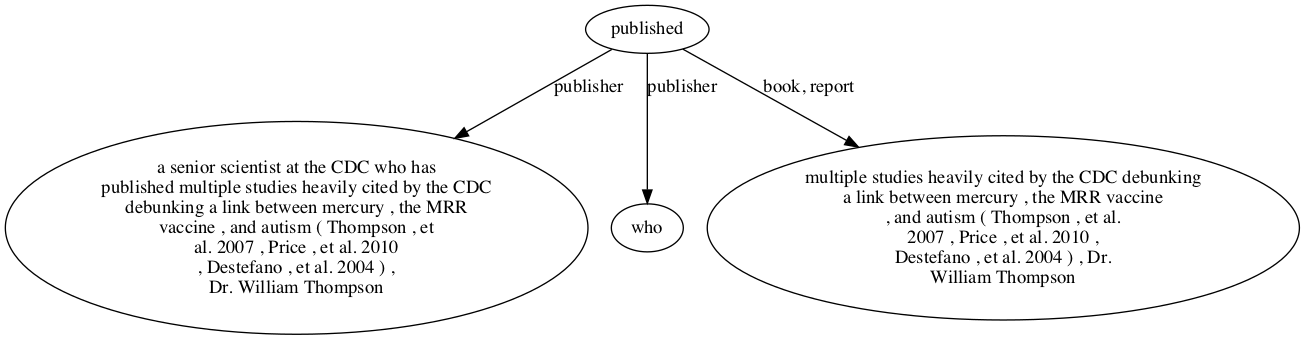 published
publisher
publisher
book, report
a senior scientist at the CDC who has
published multiple studies heavily cited by the CDC
debunking a link between mercury , the MRR
vaccine , and autism ( Thompson , et
al. 2007 , Price , et al. 2010
, Destefano , et al. 2004 ) ,
Dr. William Thompson
who
multiple studies heavily cited by the CDC debunking
a link between mercury , the MRR vaccine
, and autism ( Thompson , et al.
2007 , Price , et al. 2010 ,
Destefano , et al. 2004 ) , Dr.
William Thompson